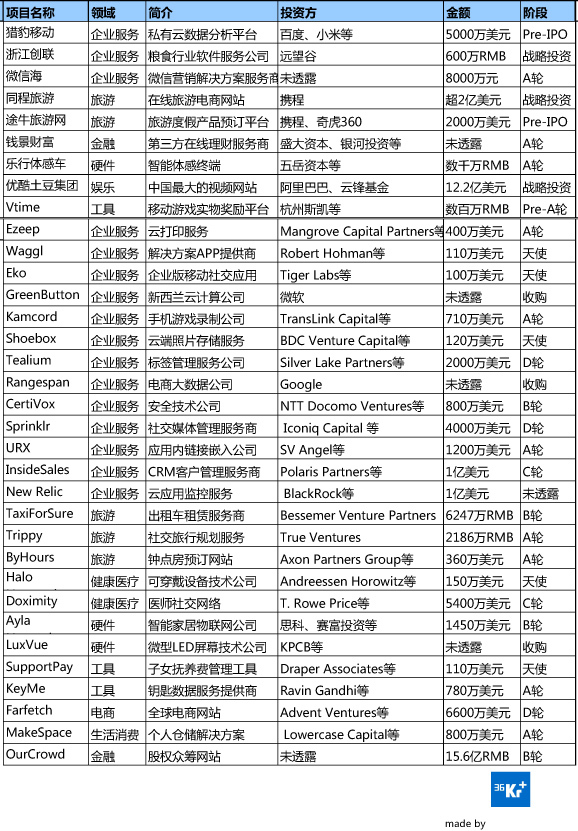 项目名称 领域 简介 投资方 金额 阶段
猎豹移动 企业服务 私有云数据分析平台 百度、小米等 5000万美元 Pre-IPO
浙江创联 企业服务 粮食行业软件服务公司 远望谷 600万RMB 战略投资
微信海 企业服务 微信营销解决方案服务商 未透露 8000万元 A轮
同程旅游 旅游 在线旅游电商网站 携程 超2亿美元 战略投资
途牛旅游网 旅游 旅游度假产品预订平台 携程、奇虎360 2000万美元 Pre-IPO
钱景财富 金融 第三方在线理财服务商 盛大资本、银河投资等 未透露 A轮
乐行体感车 硬件 智能体感终端 五岳资本等 数千万RMB A轮
优酷土豆集团 娱乐 中国最大的视频网站 阿里巴巴、云锋基金 12.2亿美元 战略投资
Vtime 工具 移动游戏实物奖励平台 杭州斯凯等 数百万RMB Pre-A轮
Ezeep 企业服务 云打印服务 Mangrove Capital Partners等 400万美元 A轮
Waggl 企业服务 解决方案APP提供商 Robert Hohman等 110万美元 天使
Eko 企业服务 企业版移动社交应用 Tiger Labs等 100万美元 天使
GreenButton 企业服务 新西兰云计算公司 微软 未透露 收购
Kamcord 企业服务 手机游戏录制公司 TransLink Capital等 710万美元 A轮
Shoebox 企业服务 云端照片存储服务 BDC Venture Capital等 120万美元 天使
Tealium 企业服务 标签管理服务公司 Silver Lake Partners等 2000万美元 D轮
Rangespan 企业服务 电商大数据公司 Google 未透露 收购
CertiVox 企业服务 安全技术公司 NTT Docomo Ventures等 800万美元 B轮
Sprinklr 企业服务 社交媒体管理服务商 Iconiq Capital 等 4000万美元 D轮
URX 企业服务 应用内链接嵌入公司 SV Angel等 1200万美元 A轮
InsideSales 企业服务 CRM客户管理服务商 Polaris Partners等 1亿美元 C轮
New Relic 企业服务 云应用监控服务 BlackRock等 1亿美元 未透露
TaxiForSure 旅游 出租车租赁服务商 Bessemer Venture Partners 6247万RMB B轮
Trippy 旅游 社交旅行规划服务 True Ventures 2186万RMB A轮
ByHours 旅游 钟点房预订网站 Axon Partners Group等 360万美元 A轮
Halo 健康医疗 可穿戴设备技术公司 Andreessen Horowitz等 150万美元 天使
Doximity 健康医疗 医师社交网络 T. Rowe Price等 5400万美元 C轮
Ayla 硬件 智能家居物联网公司 思科、赛富投资等 1450万美元 B轮
LuxVue 硬件 微型LED屏幕技术公司 KPCB等 未透露 收购
SupportPay 工具 子女抚养费管理工具 Draper Associates等 110万美元 天使
KeyMe 工具 钥匙数据服务提供商 Ravin Gandhi等 780万美元 A轮
Farfetch 电商 全球电商网站 Advent Ventures等 6600万美元 D轮
MakeSpace 生活消费 个人仓储解决方案 Lowercase Capital等 800万美元 A轮
OurCrowd 金融 股权众筹网站 未透露 15.6亿RMB B轮
36Kr+
made by